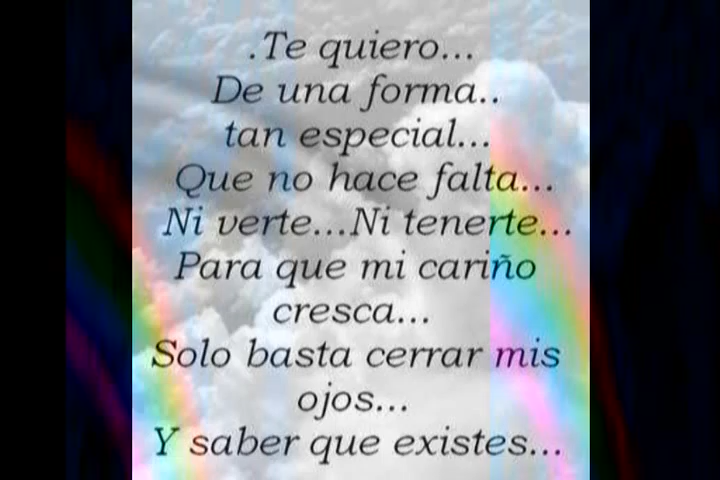 .Te quiero...
De una forma..
tan especial...
Que no hace falta...
Ni verte...Ni tenerte...
Para que mi cariño
cresca...
Solo basta cerrar mis
ojos...
Y saber que existes...